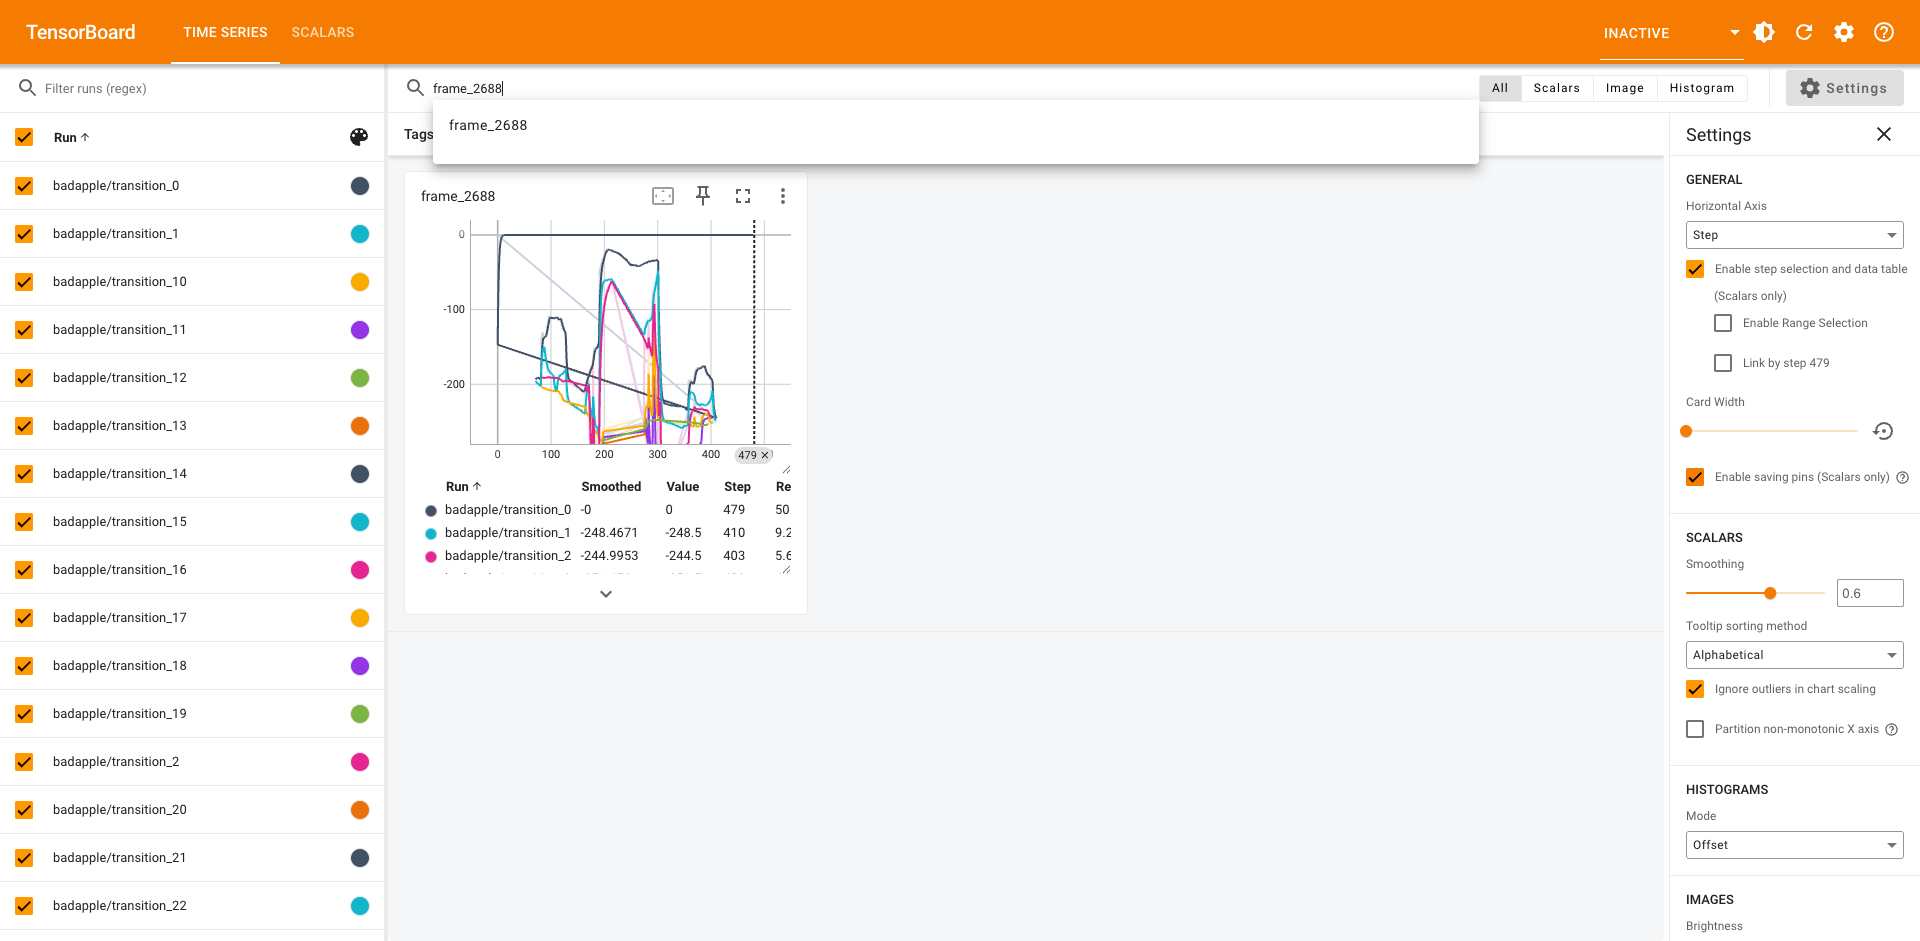 TensorBoard
TIME SERIES
SCALARS
INACTIVE
Filter runs (regex)
frame_2688
All
Scalars
Image
Histogram
Settings
frame_2688
Run
Tags
badapple/transition_0
badapple/transition_1
badapple/transition_10
badapple/transition_11
badapple/transition_12
badapple/transition_13
badapple/transition_14
badapple/transition_15
badapple/transition_16
badapple/transition_17
badapple/transition_18
badapple/transition_19
badapple/transition_2
badapple/transition_20
badapple/transition_21
badapple/transition_22
frame_2688
0
-100
-200
0 100 200 300 400 479
Run Smoothed Value Step Re
badapple/transition_0 -0 0 479 50.
badapple/transition_1 -248.4671 -248.5 410 9.2
badapple/transition_2 -244.9953 -244.5 403 5.6
Settings
GENERAL
Horizontal Axis
Step
Enable step selection and data table
(Scalars only)
Enable Range Selection
Link by step 479
Card Width
Enable saving pins (Scalars only)
SCALARS
Smoothing
0.6
Tooltip sorting method
Alphabetical
Ignore outliers in chart scaling
Partition non-monotonic X axis
HISTOGRAMS
Mode
Offset
IMAGES
Brightness